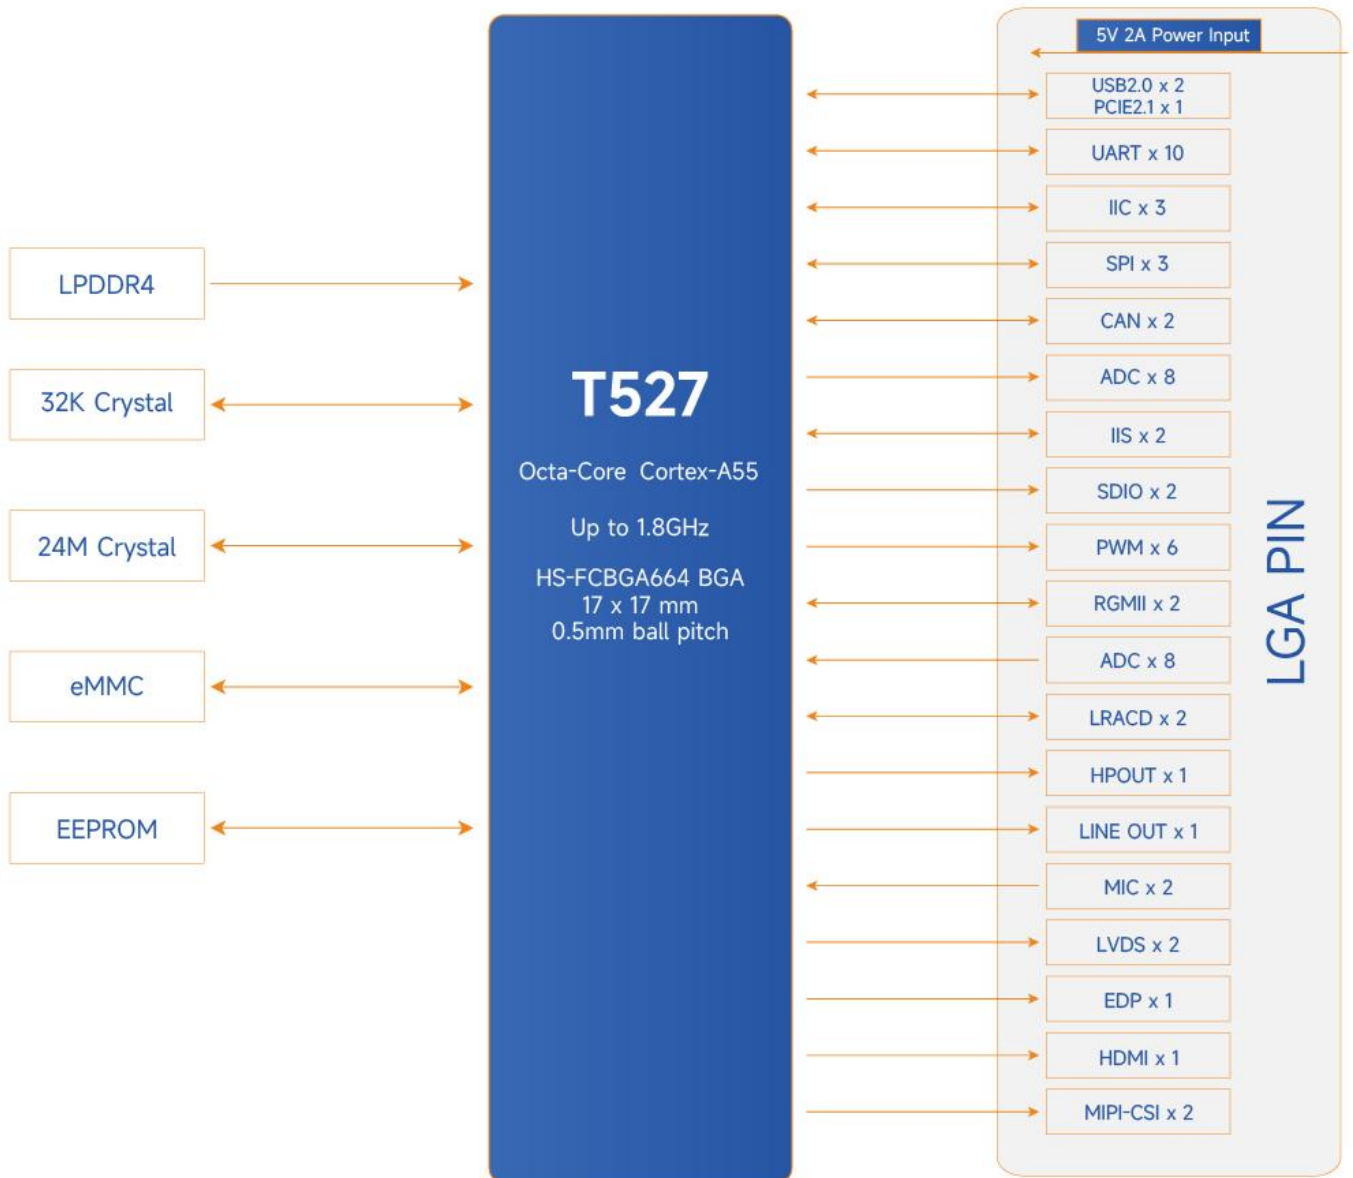 LPDDR4
32K Crystal
24M Crystal
eMMC
EEPROM
T527
Octa-Core Cortex-A55
Up to 1.8GHz
HS-FCBGA664 BGA
17 x 17 mm
0.5mm ball pitch
5V 2A Power Input
USB2.0 x 2
PCIE2.1 x 1
UART x 10
IIC x 3
SPI x 3
CAN x 2
ADC x 8
IIS x 2
SDIO x 2
PWM x 6
RGMII x 2
ADC x 8
LRACD x 2
HPOUT x 1
LINE OUT x 1
MIC x 2
LVDS x 2
EDP x 1
HDMI x 1
MIPI-CSI x 2
LGA PIN